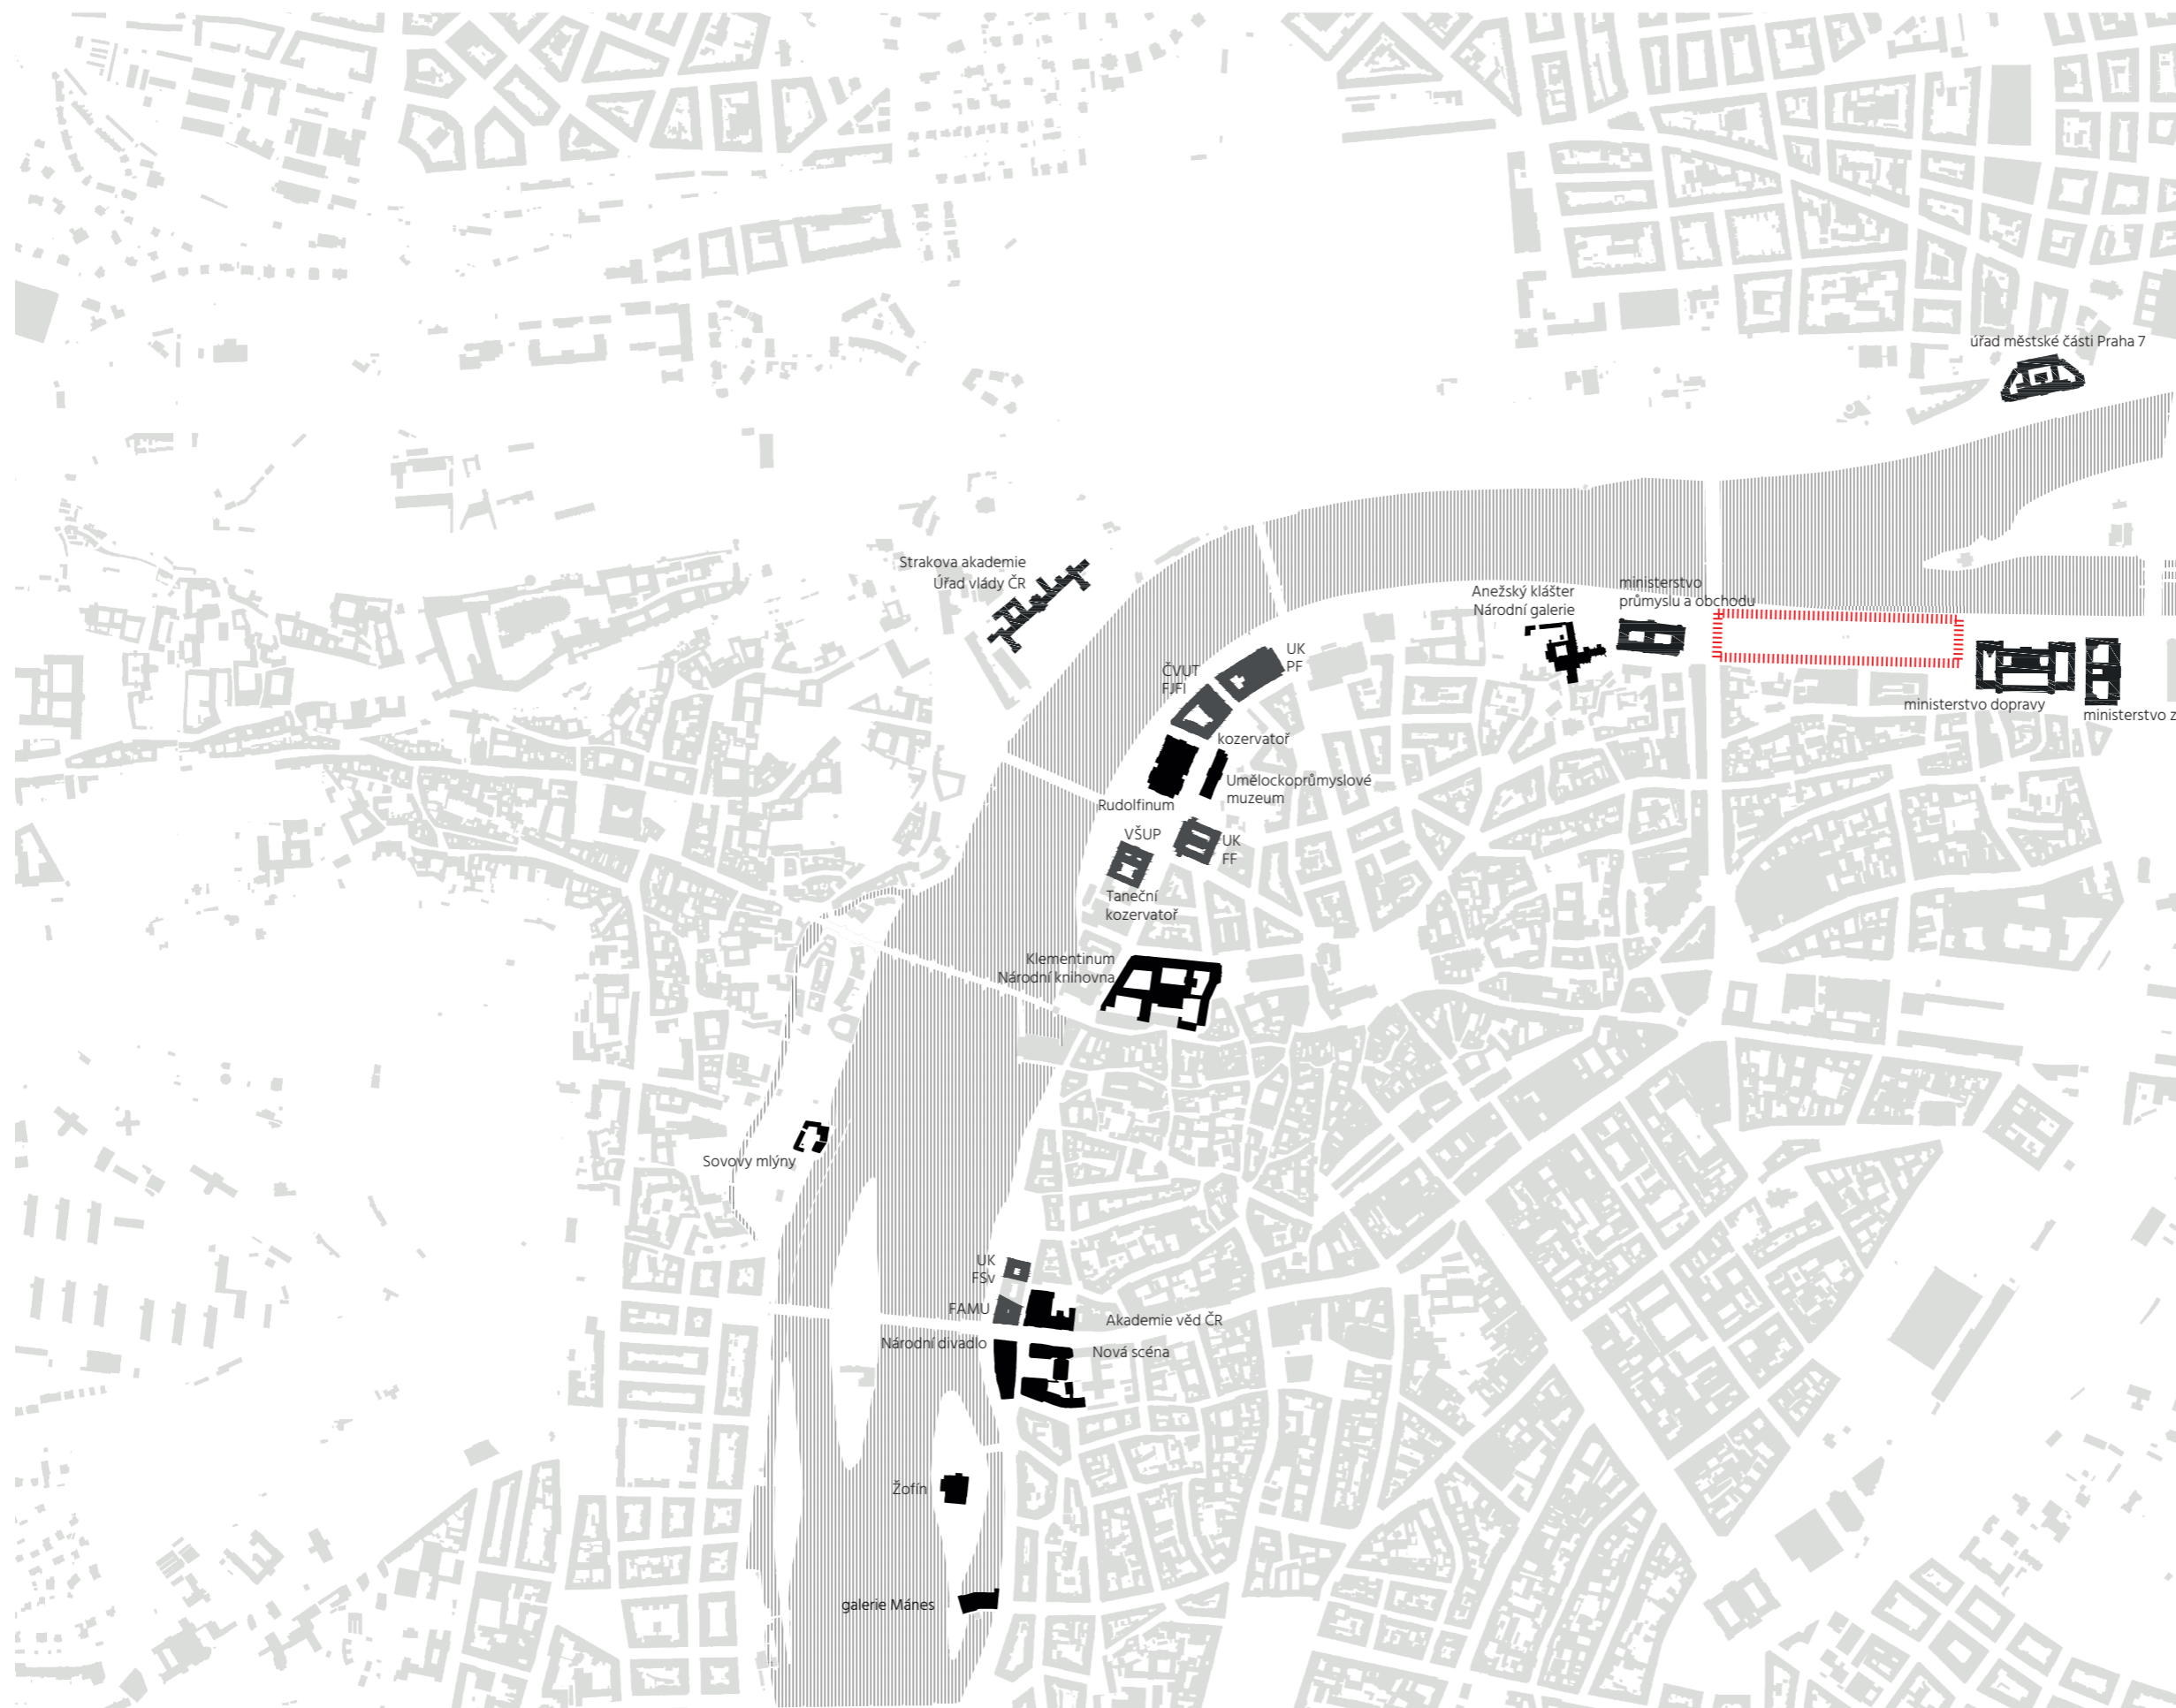 úřad městské části Praha 7
Strakova akademie
Úřad vlády ČR
Anežský klášter
Národní galerie
ministerstvo
průmyslu a obchodu
UK
PF
ČVUT
FJFI
ministerstvo dopravy
ministerstvo z
kozervatoř
Umělockoprůmyslové
muzeum
Rudolfinum
VŠUP
UK
FF
Taneční
kozervatoř
Klementinum
Národní knihovna
Sovovy mlýny
UK
FSv
FAMU
Akademie věd ČR
Národní divadlo
Nová scéna
Žofín
galerie Mánes